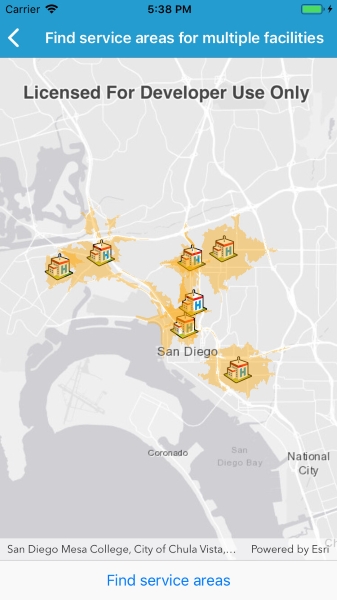 Carrier 5:38 PM
Find service areas for multiple facilities
Licensed For Developer Use Only
H
H
H
H
H
H
H
San Diego
Coronado
San
Diego Bay
National
City
San Diego Mesa College, City of Chula Vista,... Powered by Esri
Find service areas